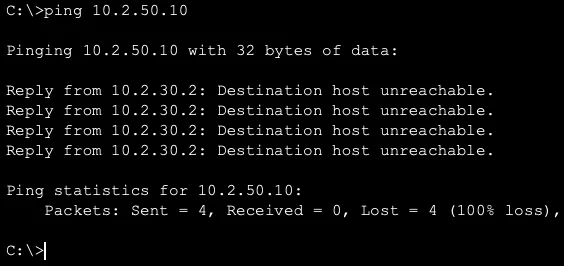 C:\>ping 10.2.50.10
Pinging 10.2.50.10 with 32 bytes of data:
Reply from 10.2.30.2: Destination host unreachable.
Reply from 10.2.30.2: Destination host unreachable.
Reply from 10.2.30.2: Destination host unreachable.
Reply from 10.2.30.2: Destination host unreachable.
Ping statistics for 10.2.50.10:
    Packets: Sent = 4, Received = 0, Lost = 4 (100% loss),
C:\>